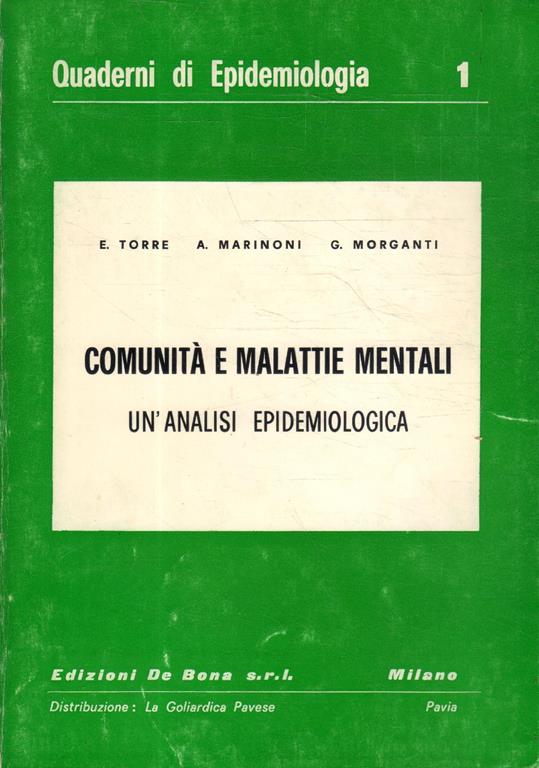 Quaderni di Epidemiologia 1
E. TORRE A. MARINONI G. MORGANTI
COMUNITÀ E MALATTIE MENTALI
UN'ANALISI EPIDEMIOLOGICA
Edizioni De Bona s.r.l. Milano
Distribuzione: La Goliardica Pavese Pavia